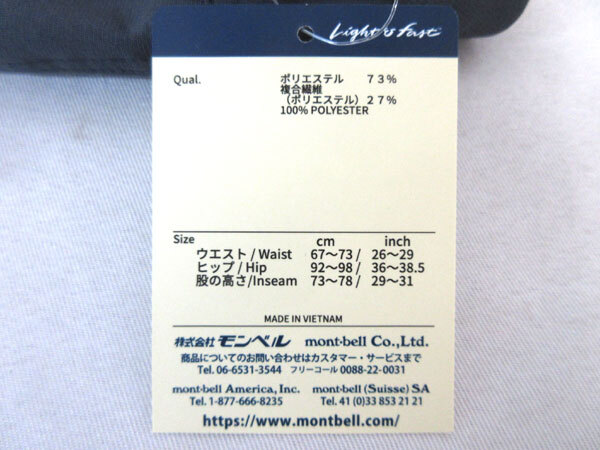 Light & Fast
Qual. ポリエステル 73%
複合繊維
(ポリエステル) 27%
100% POLYESTER
Size cm inch
ウエスト / Waist 67〜73 / 26〜29
ヒップ / Hip 92〜98 / 36〜38.5
股の高さ/Inseam 73〜78 / 29〜31
MADE IN VIETNAM
株式会社 モンベル mont-bell Co., Ltd.
商品についてのお問い合わせはカスタマー・サービスまで
Tel. 06-6531-3544 フリーコール 0088-22-0031
mont-bell America, Inc. mont-bell (Suisse) SA
Tel. 1-877-666-8235 Tel. 41 (0)33 853 21 21
https://www.montbell.com/